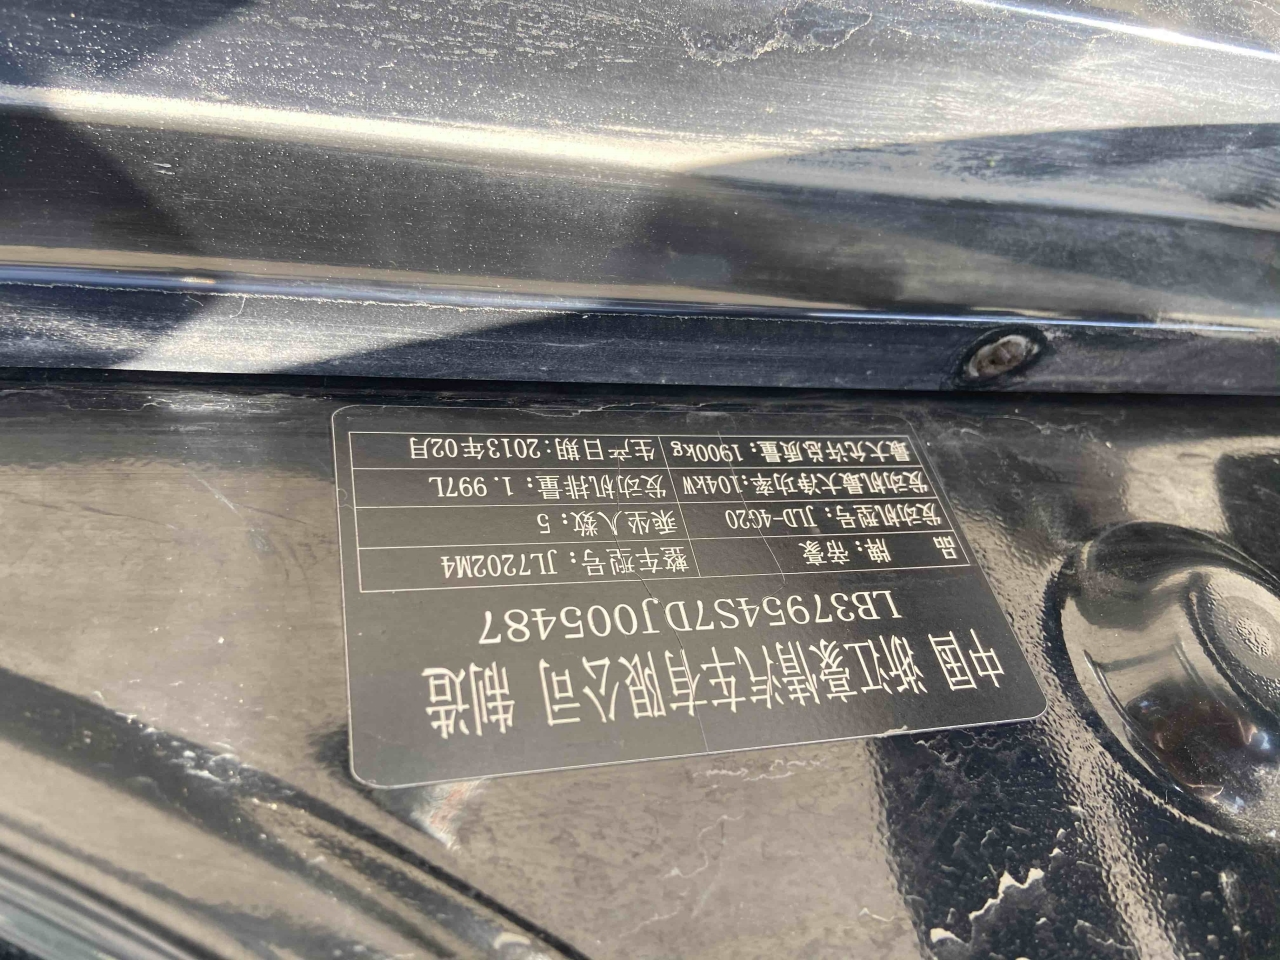 中国 浙江豪情汽车有限公司 制造
LB37954S7DJ005487
品 牌：帝豪 整车型号：JL7202M4
发动机型号：JLD-4G20 乘坐人数：5
发动机最大净功率：104kW 发动机排量：1.997L
最大允许总质量：1900kg 生产日期：2013年02月